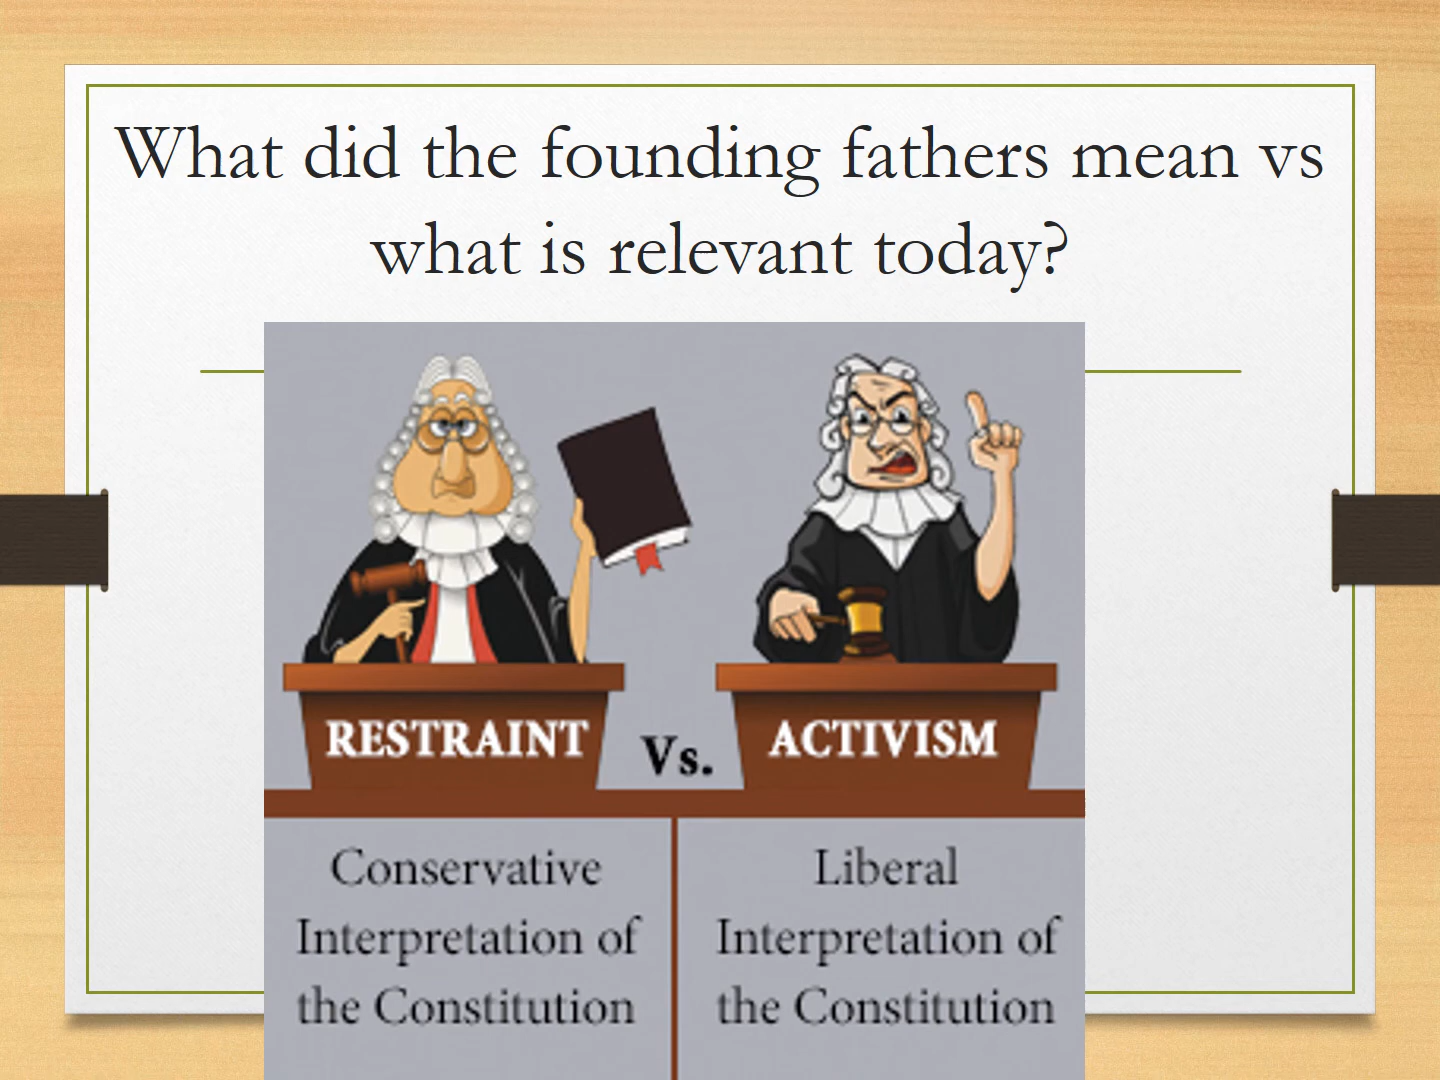 What did the founding fathers mean vs
what is relevant today?
RESTRAINT Vs. ACTIVISM
Conservative
Interpretation of
the Constitution
Liberal
Interpretation of
the Constitution